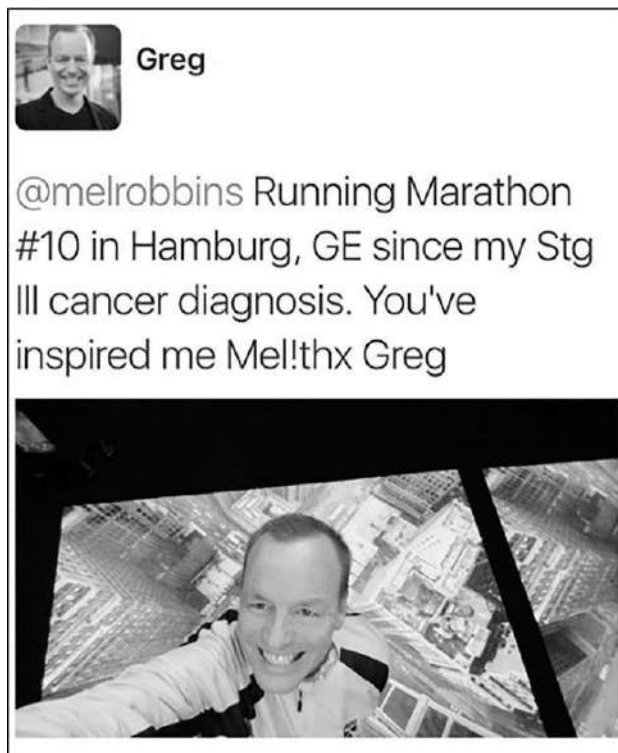 Greg
@melrobbins Running Marathon
#10 in Hamburg, GE since my Stg
III cancer diagnosis. You've
inspired me Mel!thx Greg